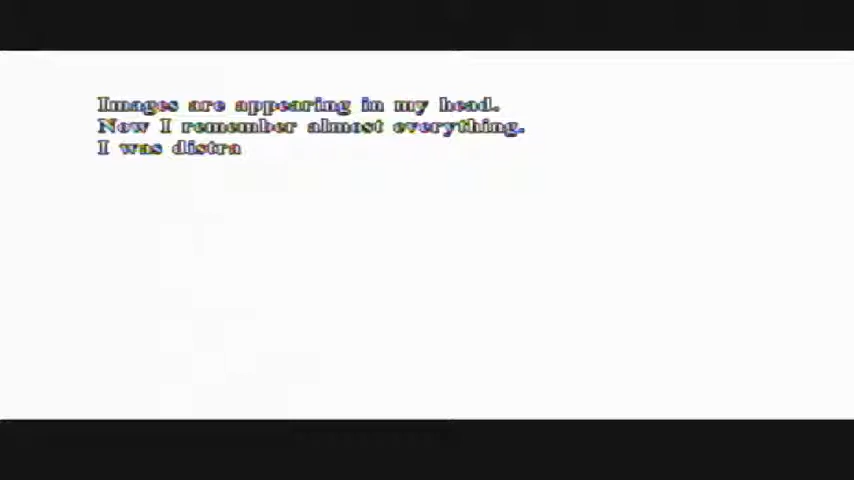 Images are appearing in my head.
Now I remember almost everything.
I was distra